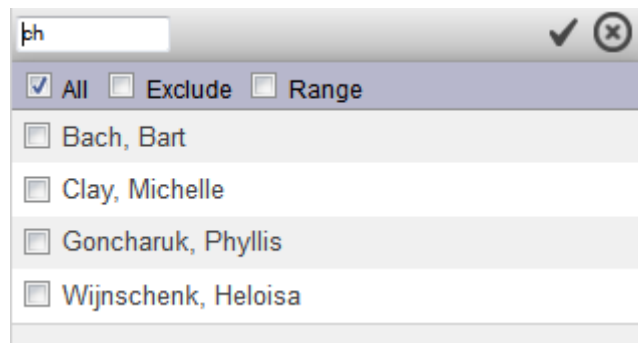 ch
All Exclude Range
Bach, Bart
Clay, Michelle
Goncharuk, Phyllis
Wijnschenk, Heloisa